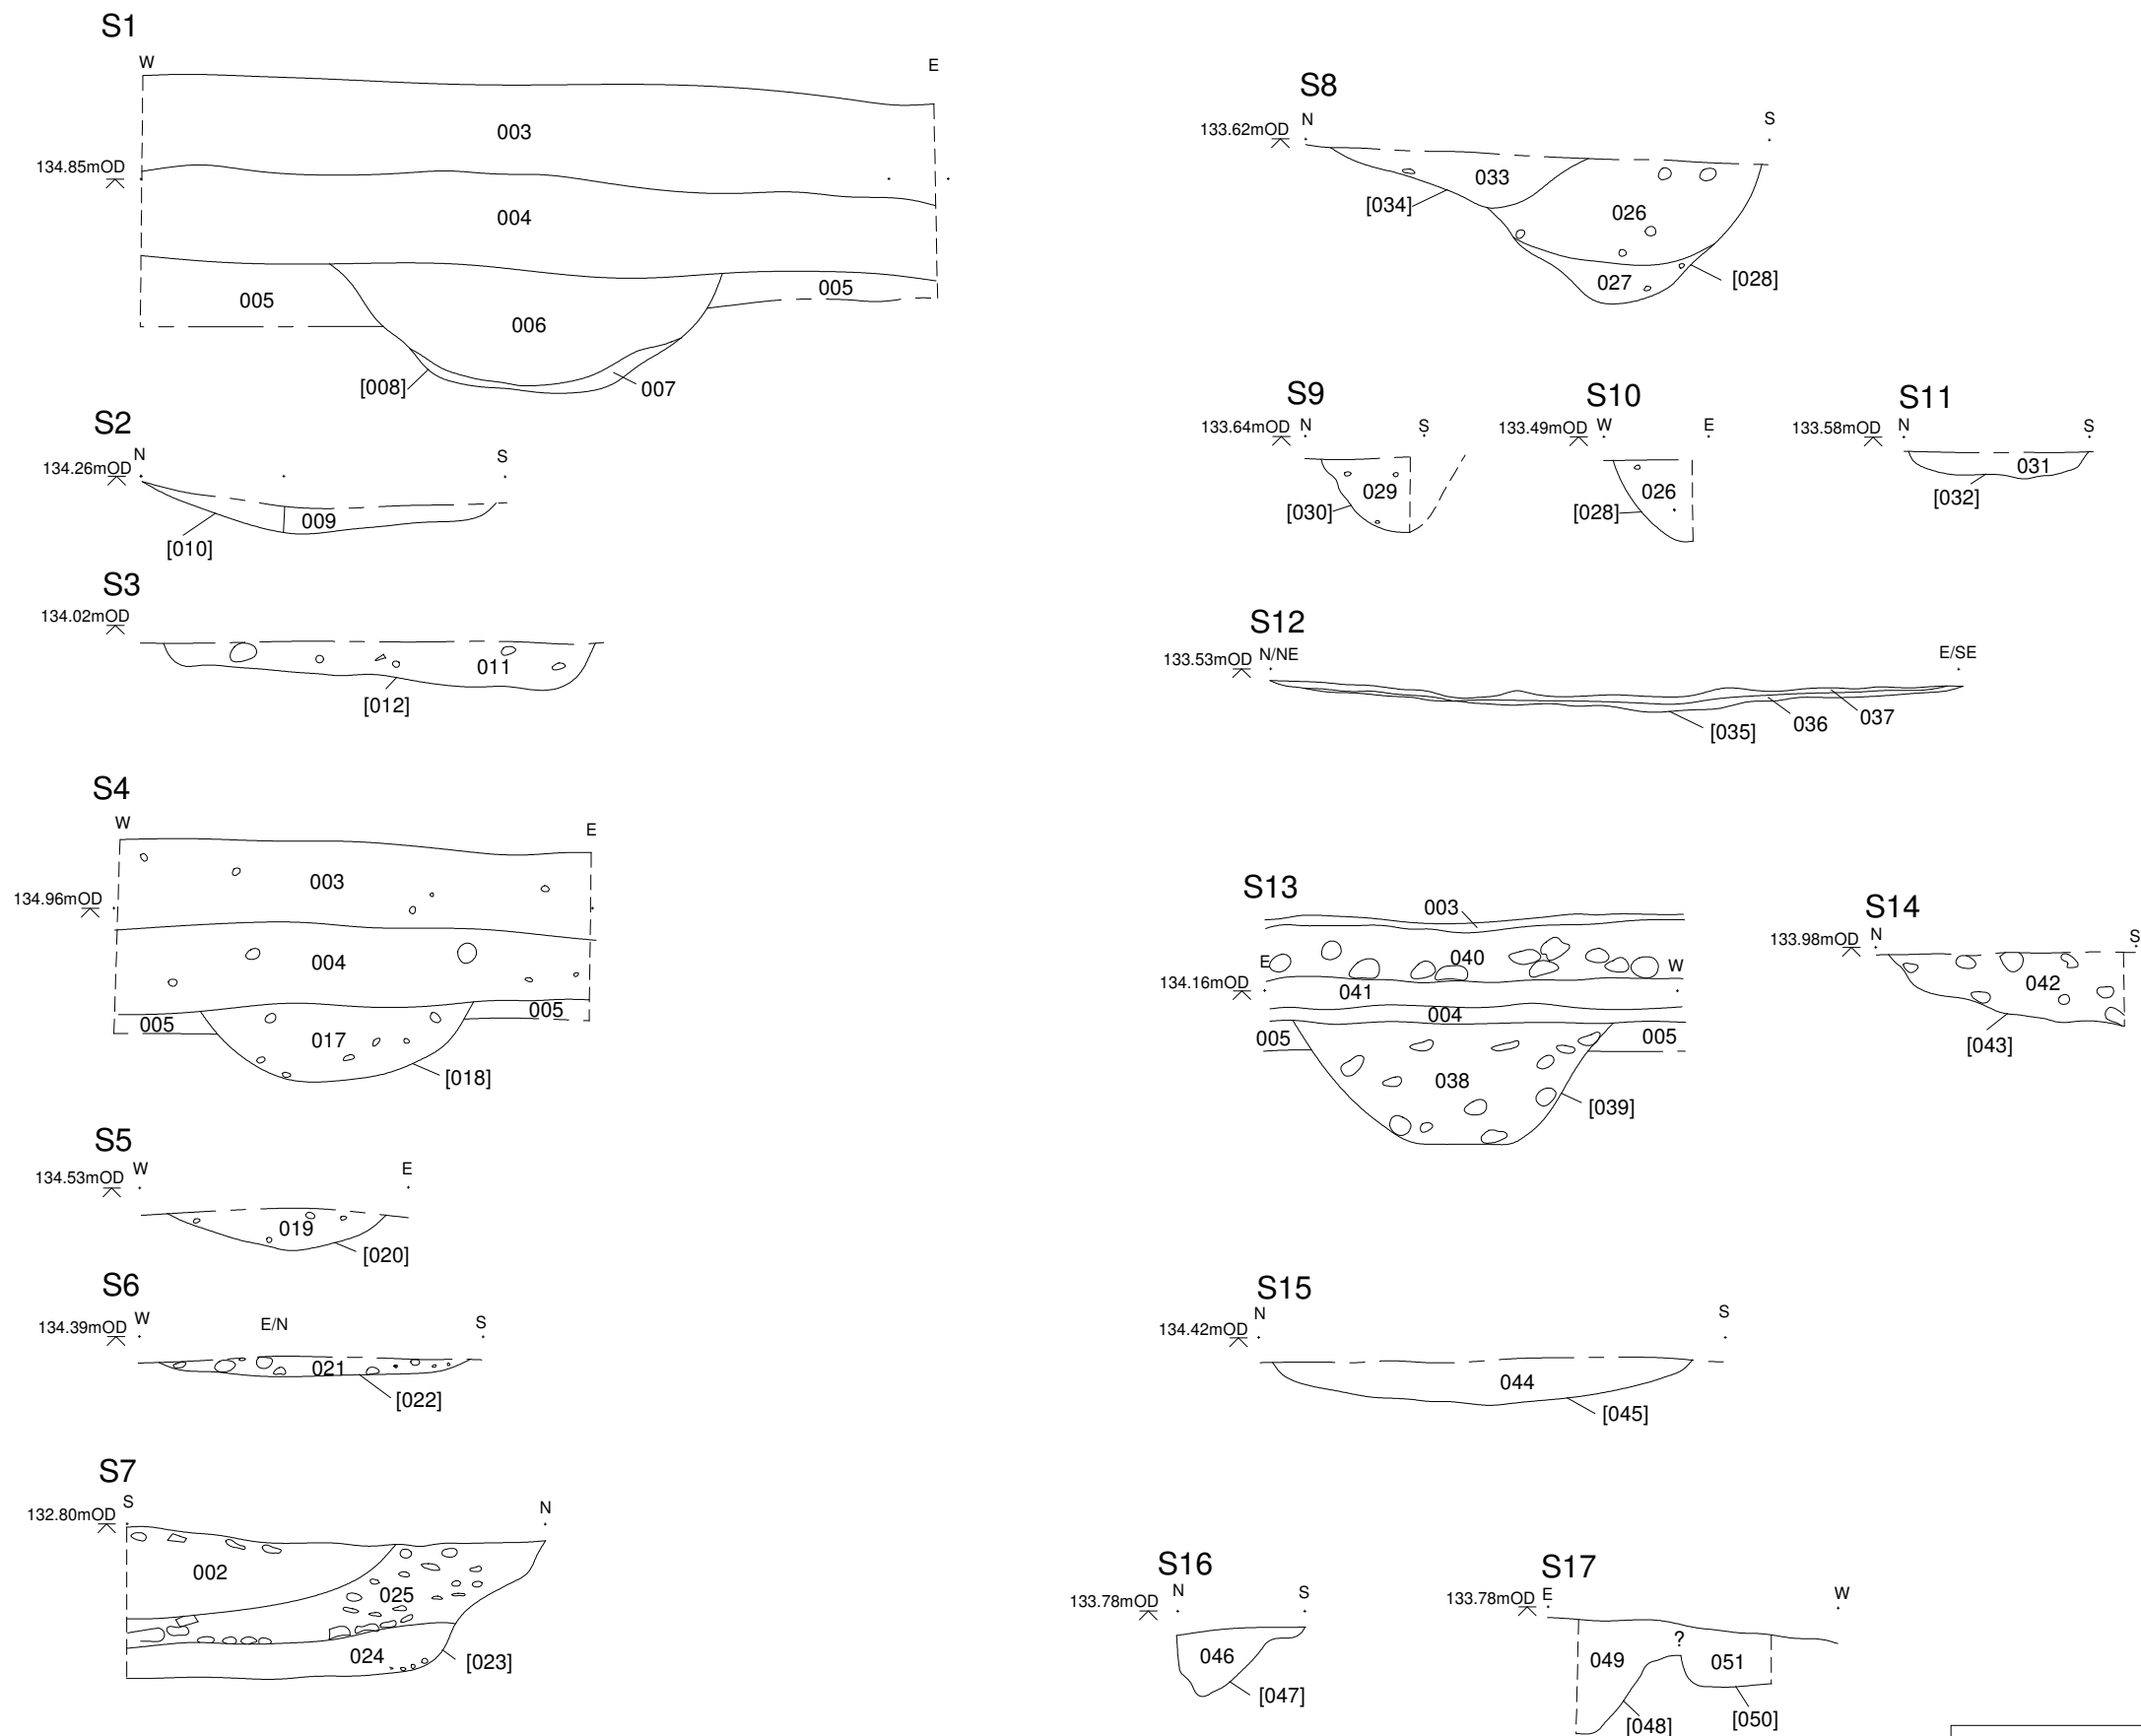 S1
W
E
003
134.85mOD
004
005
005
006
[008]
007
S2
N
S
134.26mOD
009
[010]
S3
134.02mOD
011
[012]
S4
W
E
003
134.96mOD
004
005
005
017
[018]
S5
W
E
134.53mOD
019
[020]
S6
W
E/N
S
134.39mOD
021
[022]
S7
S
N
132.80mOD
002
025
024
[023]
S8
N
S
133.62mOD
033
[034]
026
027
[028]
S9
133.64mOD N
S
029
[030]
S10
133.49mOD W
E
026
[028]
S11
133.58mOD N
S
031
[032]
S12
133.53mOD N/NE
E/SE
037
036
[035]
S13
003
040
E
W
134.16mOD
041
004
005
005
038
[039]
S14
N
S
133.98mOD
042
[043]
S15
N
S
134.42mOD
044
[045]
S16
N
S
133.78mOD
046
[047]
S17
133.78mOD E
W
?
049
051
[048]
[050]